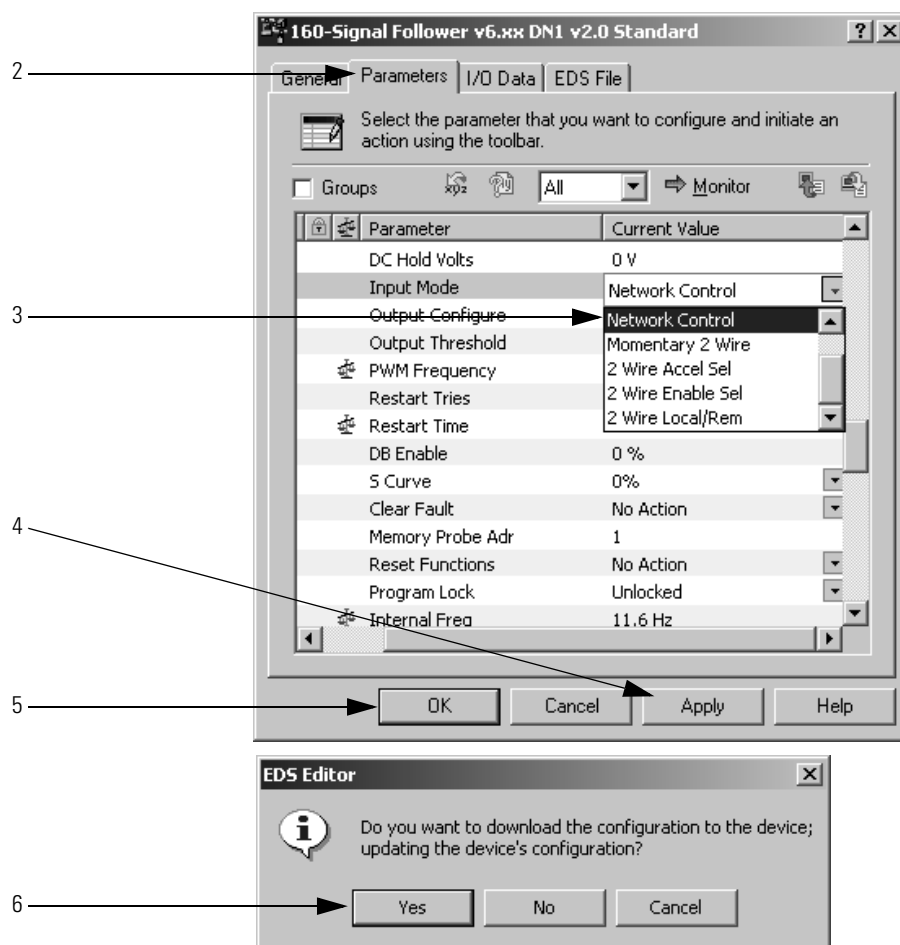 160-Signal Follower v6.xx DN1 v2.0 Standard
2
General Parameters I/O Data EDS File
Select the parameter that you want to configure and initiate an
action using the toolbar.
Groups xyz All Monitor
Parameter Current Value
DC Hold Volts 0 V
Input Mode Network Control
3
Output Configure Network Control
Output Threshold Momentary 2 Wire
PWM Frequency 2 Wire Accel Sel
Restart Tries 2 Wire Enable Sel
Restart Time 2 Wire Local/Rem
DB Enable 0 %
S Curve 0%
Clear Fault No Action
4
Memory Probe Adr 1
Reset Functions No Action
Program Lock Unlocked
Internal Freq 11.6 Hz
5
OK Cancel Apply Help
EDS Editor
Do you want to download the configuration to the device;
updating the device's configuration?
6
Yes No Cancel